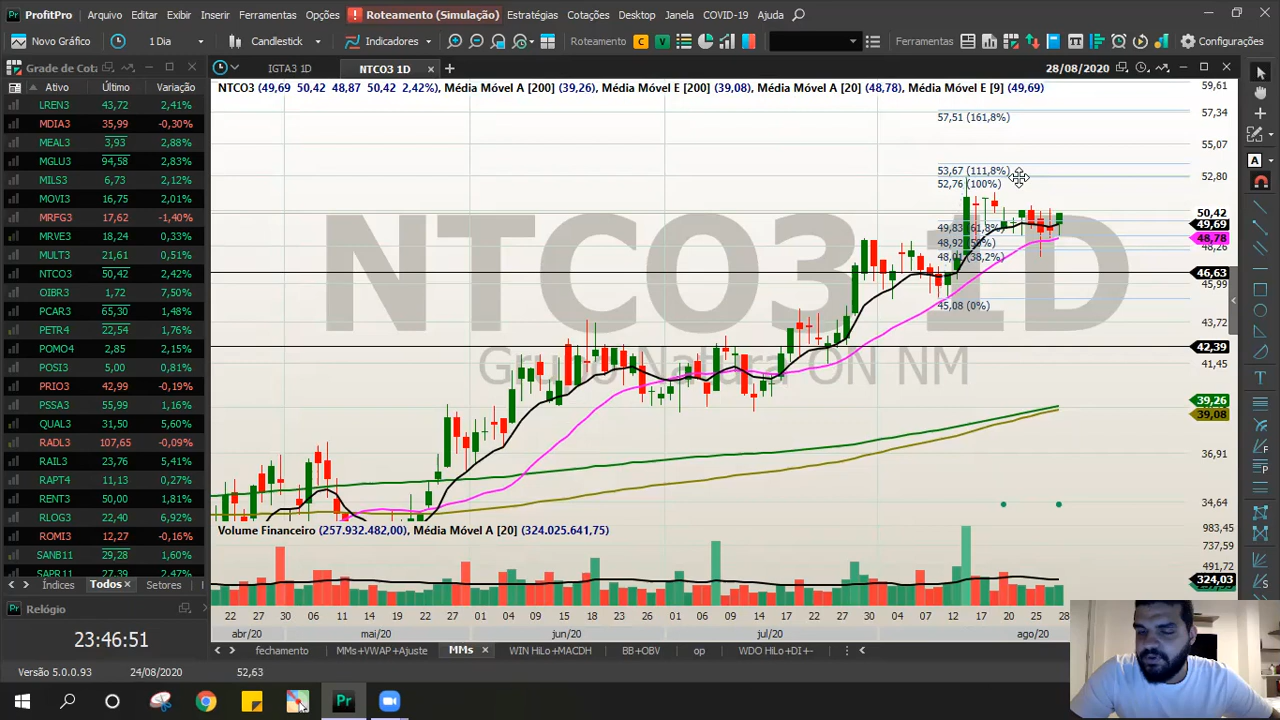 ProfitPro
Arquivo Exibir Inserir Ferramentas Opções ! Roteamento (Simulação) Estratégias Cotações Desktop Janela COVID-19 Ajuda
Novo Gráfico 1 Dia Candlestick Indicadores Roteamento C V Ferramentas Configurações
Grade de Cota
IGTA3 1D NTCO3 1D 28/08/2020
Ativo Último Variação
LREN3 43,72 2,41%
MDIA3 35,99 -0,30%
MEAL3 3,93 2,88%
MGLU3 94,58 2,83%
MILS3 6,73 2,12%
MOVI3 16,75 2,01%
MRFG3 17,62 -1,40%
MRVE3 18,24 0,33%
MULT3 21,61 0,51%
NTCO3 50,42 2,42%
OIBR3 1,72 7,50%
PCAR3 65,30 1,48%
PETR4 22,54 1,76%
POMO4 2,85 2,15%
POSI3 5,00 0,81%
PRIO3 42,99 -0,19%
PSSA3 55,99 1,16%
QUAL3 31,50 5,60%
RADL3 107,65 -0,09%
RAIL3 23,76 5,41%
RAPT4 11,13 0,27%
RENT3 50,00 1,81%
RLOG3 22,40 6,92%
ROMI3 12,27 -0,16%
SANB11 29,28 1,60%
SAPR11 27,39 2,47%
Índices Todos Setores
Relógio
23:46:51
Versão 5.0.0.93 24/08/2020 52,63
NTCO3 (49,69 50,42 48,87 50,42 2,42%), Média Móvel A [200] (39,26), Média Móvel E [200] (39,08), Média Móvel A [20] (48,78), Média Móvel E [9] (49,69)
NTCO3 1D
Grupo Natura ON NM
57,51 (161,8%)
53,67 (111,8%)
52,76 (100%)
49,83 (61,8%)
48,92 (50%)
48,01 (38,2%)
45,08 (0%)
59,61
57,34
55,07
52,80
50,42
49,69
48,78
48,26
46,63
45,99
43,72
42,39
41,45
39,26
39,08
36,91
34,64
Volume Financeiro (257.932.482,00), Média Móvel A [20] (324.025.641,75)
983,45
737,59
491,72
324,03
22 27 30 06 11 14 19 22 27 01 04 09 15 18 23 26 01 06 09 14 17 22 27 30 04 07 12 17 20 25 28
abr/20 mai/20 jun/20 jul/20 ago/20
fechamento MMs+VWAP+Ajuste MMs WIN HiLo+MACDH BB+OBV op WDO HiLo+DI+-